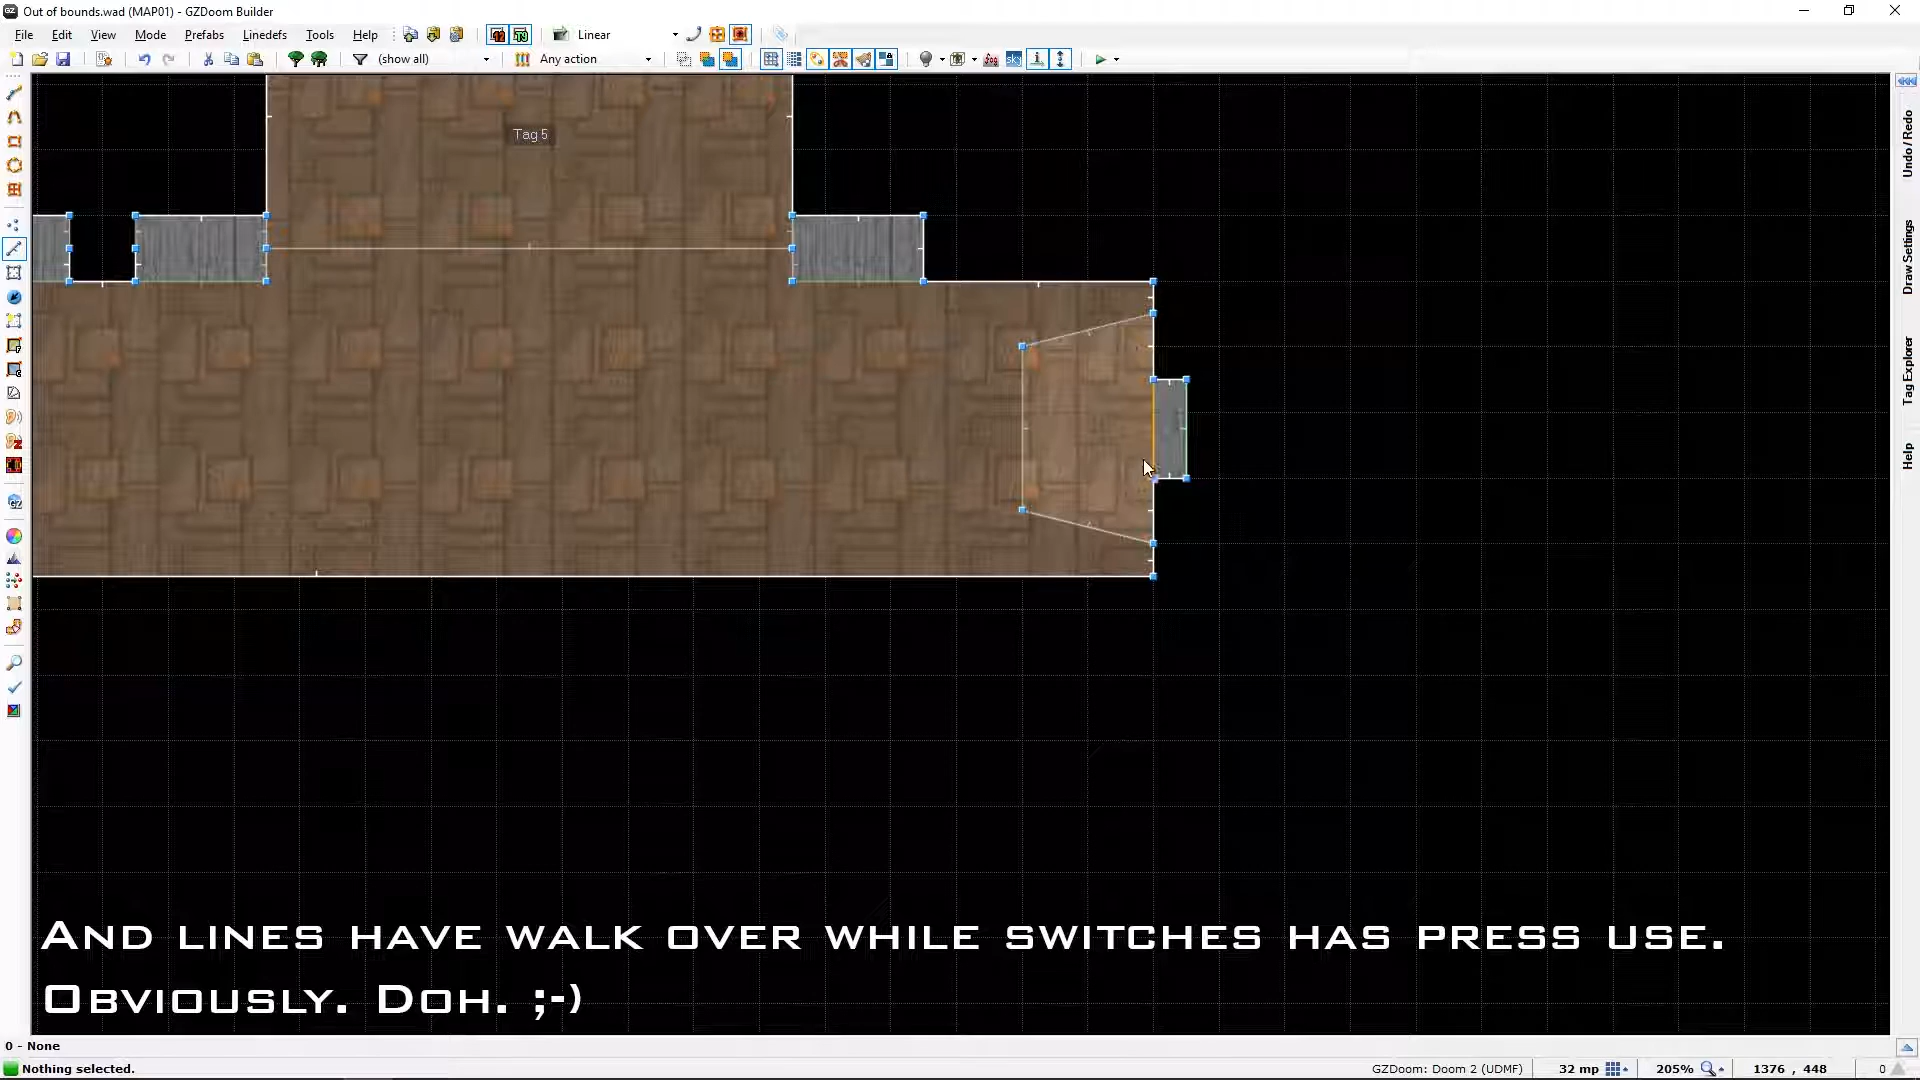 Out of bounds.wad (MAP01) - GZDoom Builder
File Edit View Mode Prefabs Linedefs Tools Help Linear
(show all) Any action
Tag 5
Undo / Redo
Draw Settings
Tag Explorer
Help
And lines have walk over while switches has press use.
Obviously. Doh. ;-)
0 - None
Nothing selected. GZDoom: Doom 2 (UDMF) 32 mp 205% 1376 , 448 0